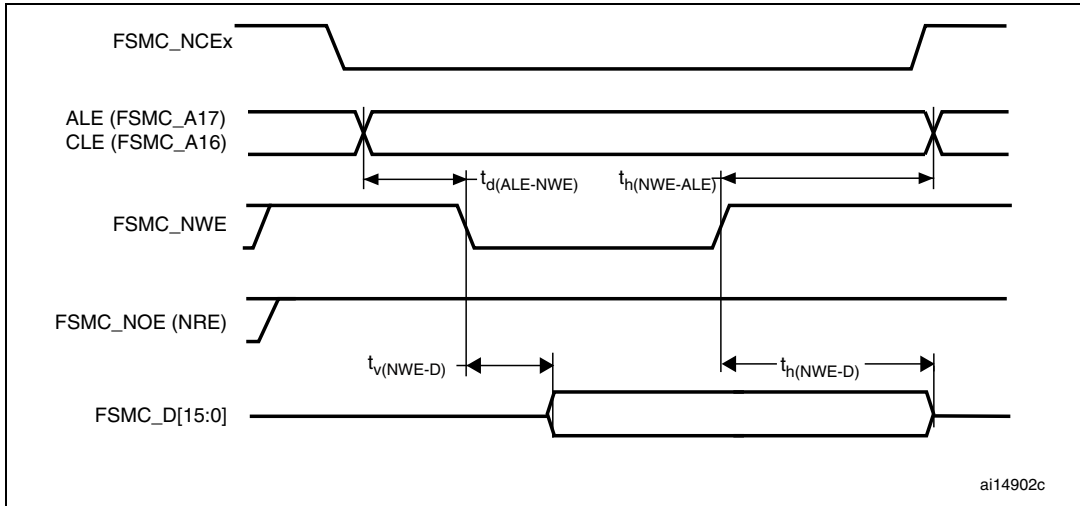 FSMC_NCEx
ALE (FSMC_A17)
CLE (FSMC_A16)
td(ALE-NWE)
th(NWE-ALE)
FSMC_NWE
FSMC_NOE (NRE)
tv(NWE-D)
th(NWE-D)
FSMC_D[15:0]
ai14902c